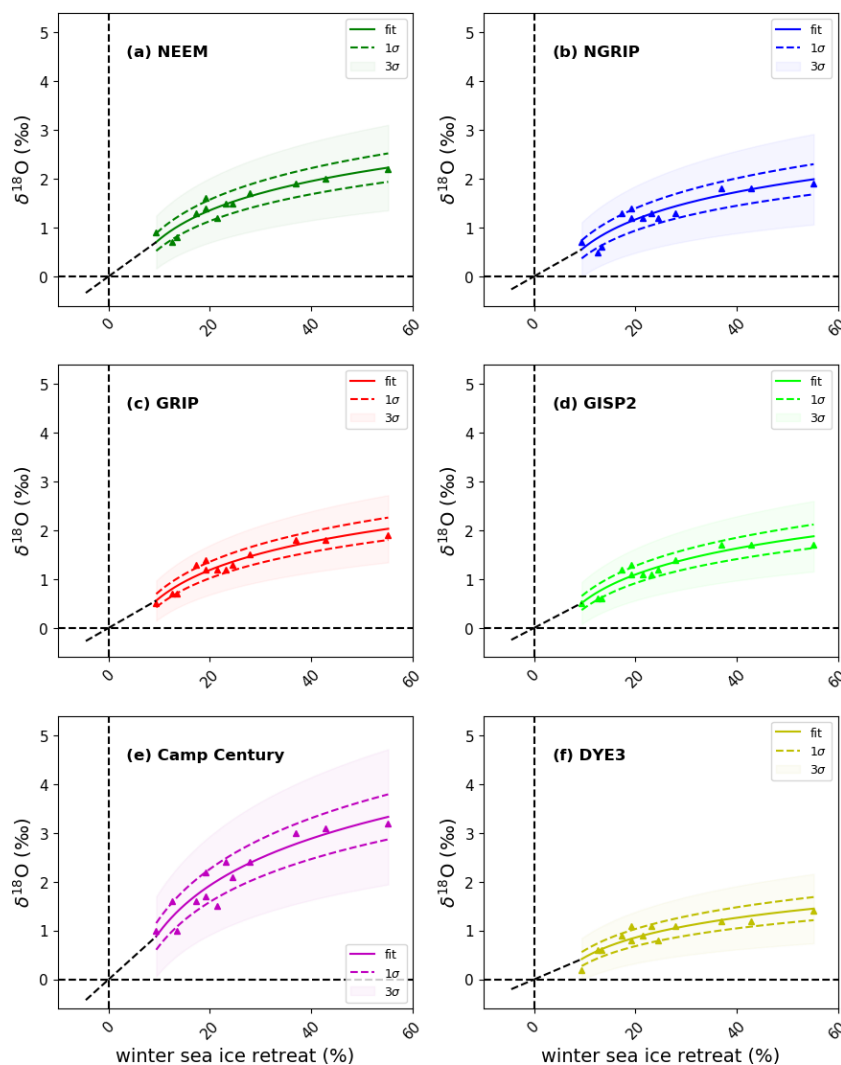 (a) NEEM
fit
1σ
3σ
δ¹⁸O (‰)
5
4
3
2
1
0
0
20
40
60
(b) NGRIP
fit
1σ
3σ
δ¹⁸O (‰)
5
4
3
2
1
0
0
20
40
60
(c) GRIP
fit
1σ
3σ
δ¹⁸O (‰)
5
4
3
2
1
0
0
20
40
60
(d) GISP2
fit
1σ
3σ
δ¹⁸O (‰)
5
4
3
2
1
0
0
20
40
60
(e) Camp Century
fit
1σ
3σ
δ¹⁸O (‰)
5
4
3
2
1
0
0
20
40
60
winter sea ice retreat (%)
(f) DYE3
fit
1σ
3σ
δ¹⁸O (‰)
5
4
3
2
1
0
0
20
40
60
winter sea ice retreat (%)